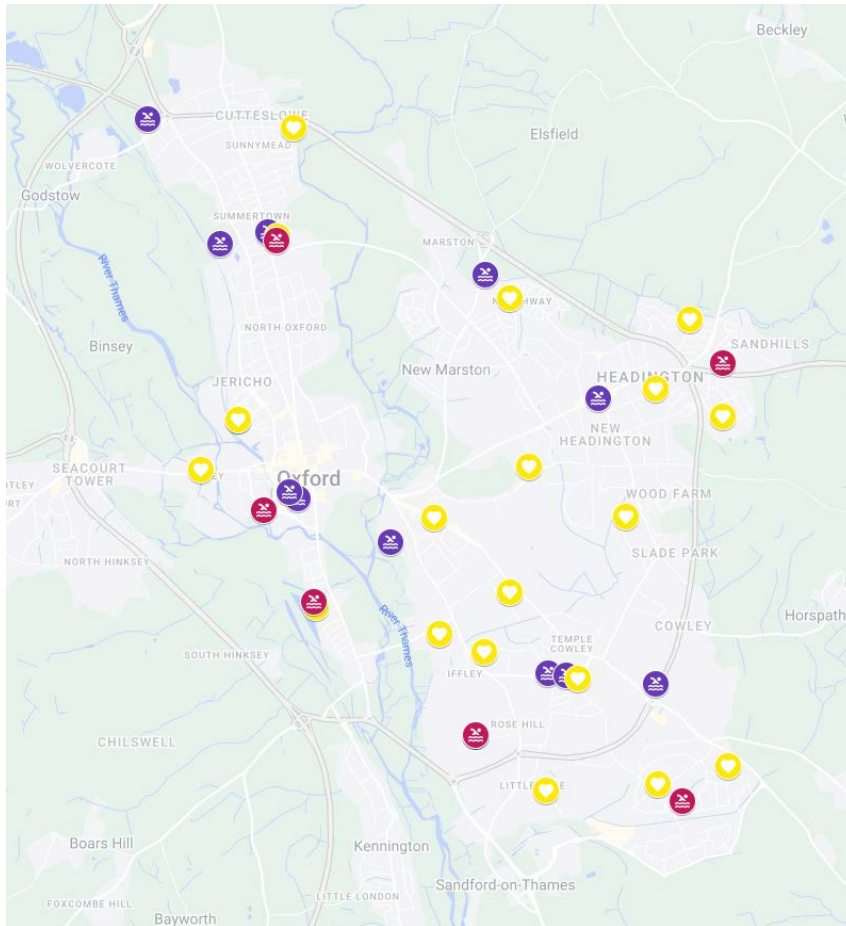 Beckley
CUTTESLOWE
Elsfield
SUNNYMEAD
WOLVERCOTE
Godstow
SUMMERTOWN
MARSTON
River Thames
NORTH OXFORD
Binsey
SANDHILLS
New Marston
JERICHO
HEADINGTON
NEW
HEADINGTON
SEACOURT
TOWER
Oxford
WOOD FARM
SLADE PARK
NORTH HINKSEY
River Thames
Horspath
COWLEY
TEMPLE
COWLEY
SOUTH HINKSEY
IFFLEY
ROSE HILL
CHILSWELL
Boars Hill
Kennington
Sandford-on-Thames
LITTLE LONDON
FOXCOMBE HILL
Bayworth